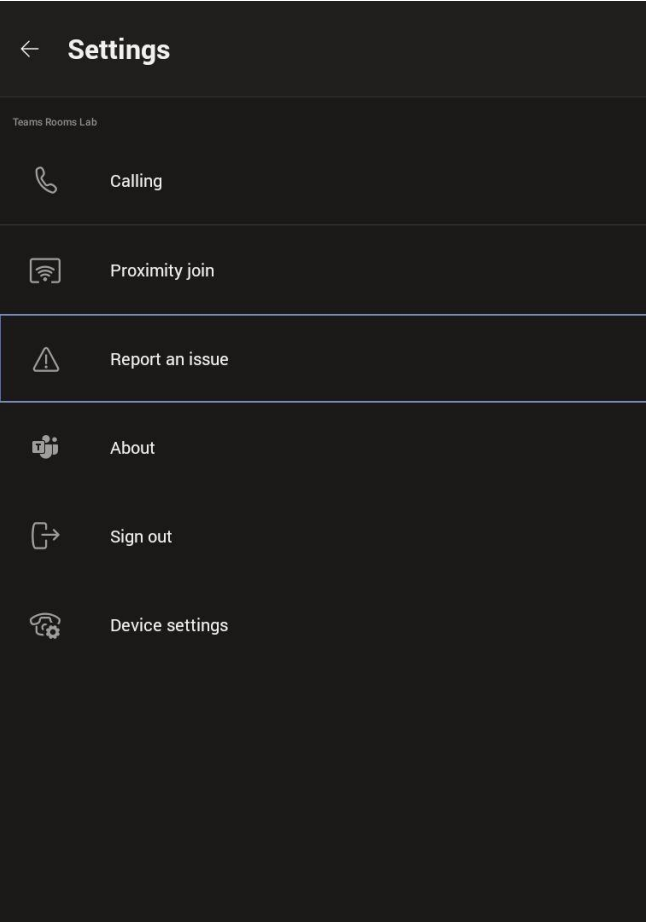 Settings
Teams Rooms Lab
Calling
Proximity join
Report an issue
About
Sign out
Device settings